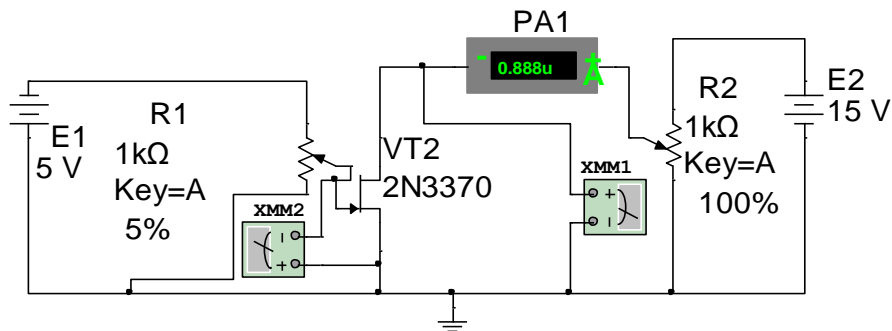 PA1
- 0.888u +
A
E1
5 V
R1
1kΩ
Key=A
5%
XMM2
-
+
VT2
2N3370
XMM1
+
-
R2
1kΩ
Key=A
100%
E2
15 V